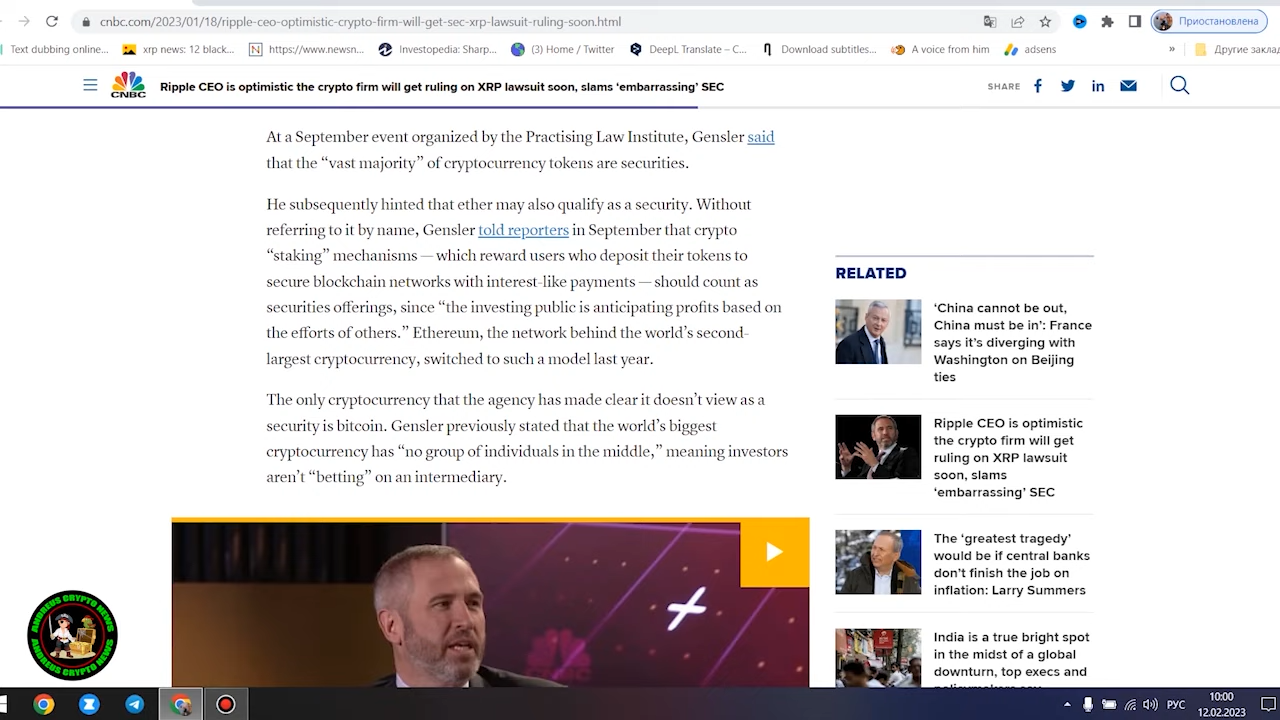 cnbc.com/2023/01/18/ripple-ceo-optimistic-crypto-firm-will-get-sec-xrp-lawsuit-ruling-soon.html
Приостановлена
Text dubbing online...
xrp news: 12 black...
https://www.newsn...
Investopedia: Sharp...
(3) Home / Twitter
DeepL Translate – C...
Download subtitles...
A voice from him
adsens
»
Другие закла
CNBC
Ripple CEO is optimistic the crypto firm will get ruling on XRP lawsuit soon, slams ‘embarrassing’ SEC
SHARE
At a September event organized by the Practising Law Institute, Gensler said
that the “vast majority” of cryptocurrency tokens are securities.
He subsequently hinted that ether may also qualify as a security. Without
referring to it by name, Gensler told reporters in September that crypto
“staking” mechanisms — which reward users who deposit their tokens to
secure blockchain networks with interest-like payments — should count as
securities offerings, since “the investing public is anticipating profits based on
the efforts of others.” Ethereum, the network behind the world’s second-
largest cryptocurrency, switched to such a model last year.
The only cryptocurrency that the agency has made clear it doesn’t view as a
security is bitcoin. Gensler previously stated that the world’s biggest
cryptocurrency has “no group of individuals in the middle,” meaning investors
aren’t “betting” on an intermediary.
RELATED
‘China cannot be out,
China must be in’: France
says it’s diverging with
Washington on Beijing
ties
Ripple CEO is optimistic
the crypto firm will get
ruling on XRP lawsuit
soon, slams
‘embarrassing’ SEC
The ‘greatest tragedy’
would be if central banks
don’t finish the job on
inflation: Larry Summers
India is a true bright spot
in the midst of a global
downturn, top execs and
ANDREUS CRYPTO NEWS
ANDREUS CRYPTO NEWS
РУС
10:00
12.02.2023